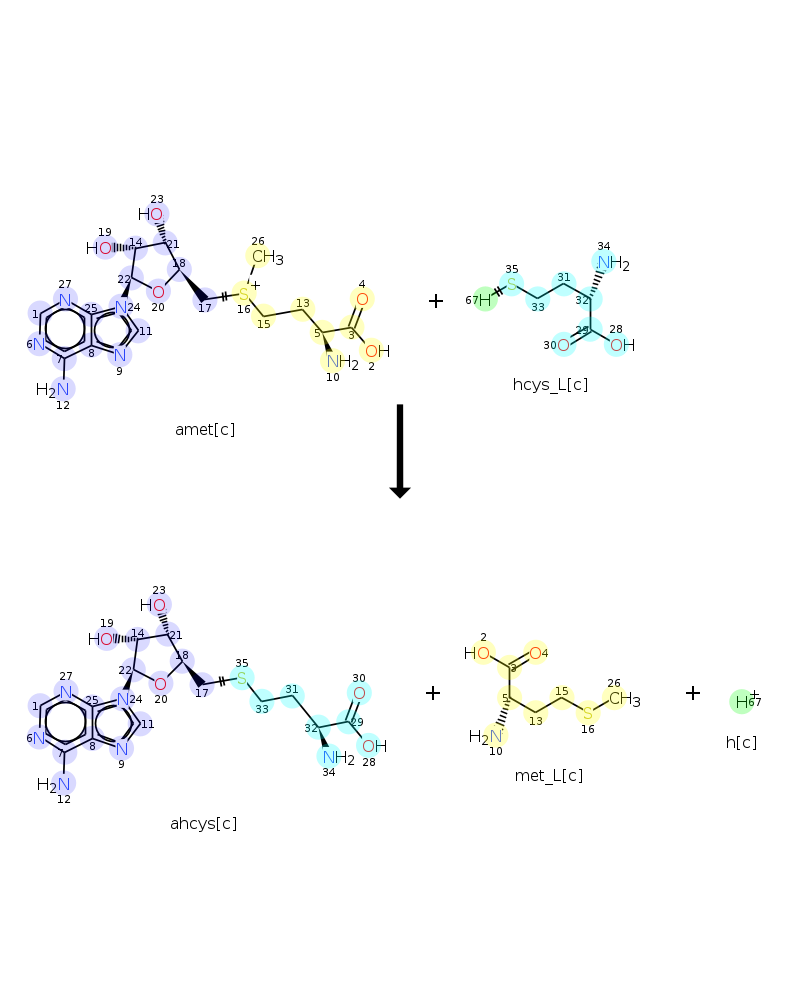 23
HO
19
HO
14
21
18
26
CH3
S+
16
17
22
O
20
27
N
25
N
24
1
11
6
N
7
8
N
9
H2N
12
15
13
5
3
4
O
OH
2
NH2
10
amet[c]
+
67
H
35
S
33
31
32
34
NH2
29
30
O
28
OH
hcys_L[c]
23
HO
19
HO
14
21
18
35
S
17
22
O
20
27
N
25
N
24
1
11
6
N
7
8
N
9
H2N
12
33
31
32
29
30
O
OH
28
NH2
34
ahcys[c]
+
2
HO
3
O
4
5
H2N
10
13
15
S
16
26
CH3
met_L[c]
+
H+
67
h[c]